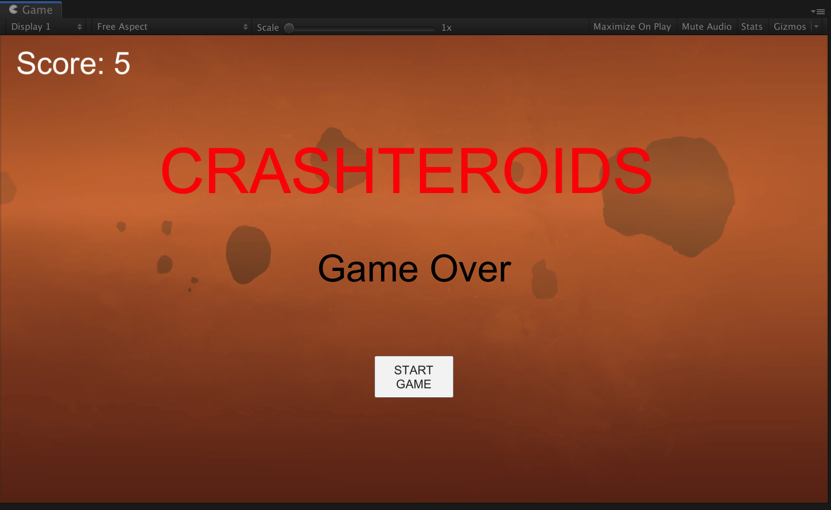 Game
Display 1 Free Aspect Scale 1x Maximize On Play Mute Audio Stats Gizmos
Score: 5
CRASHTEROIDS
Game Over
START
GAME